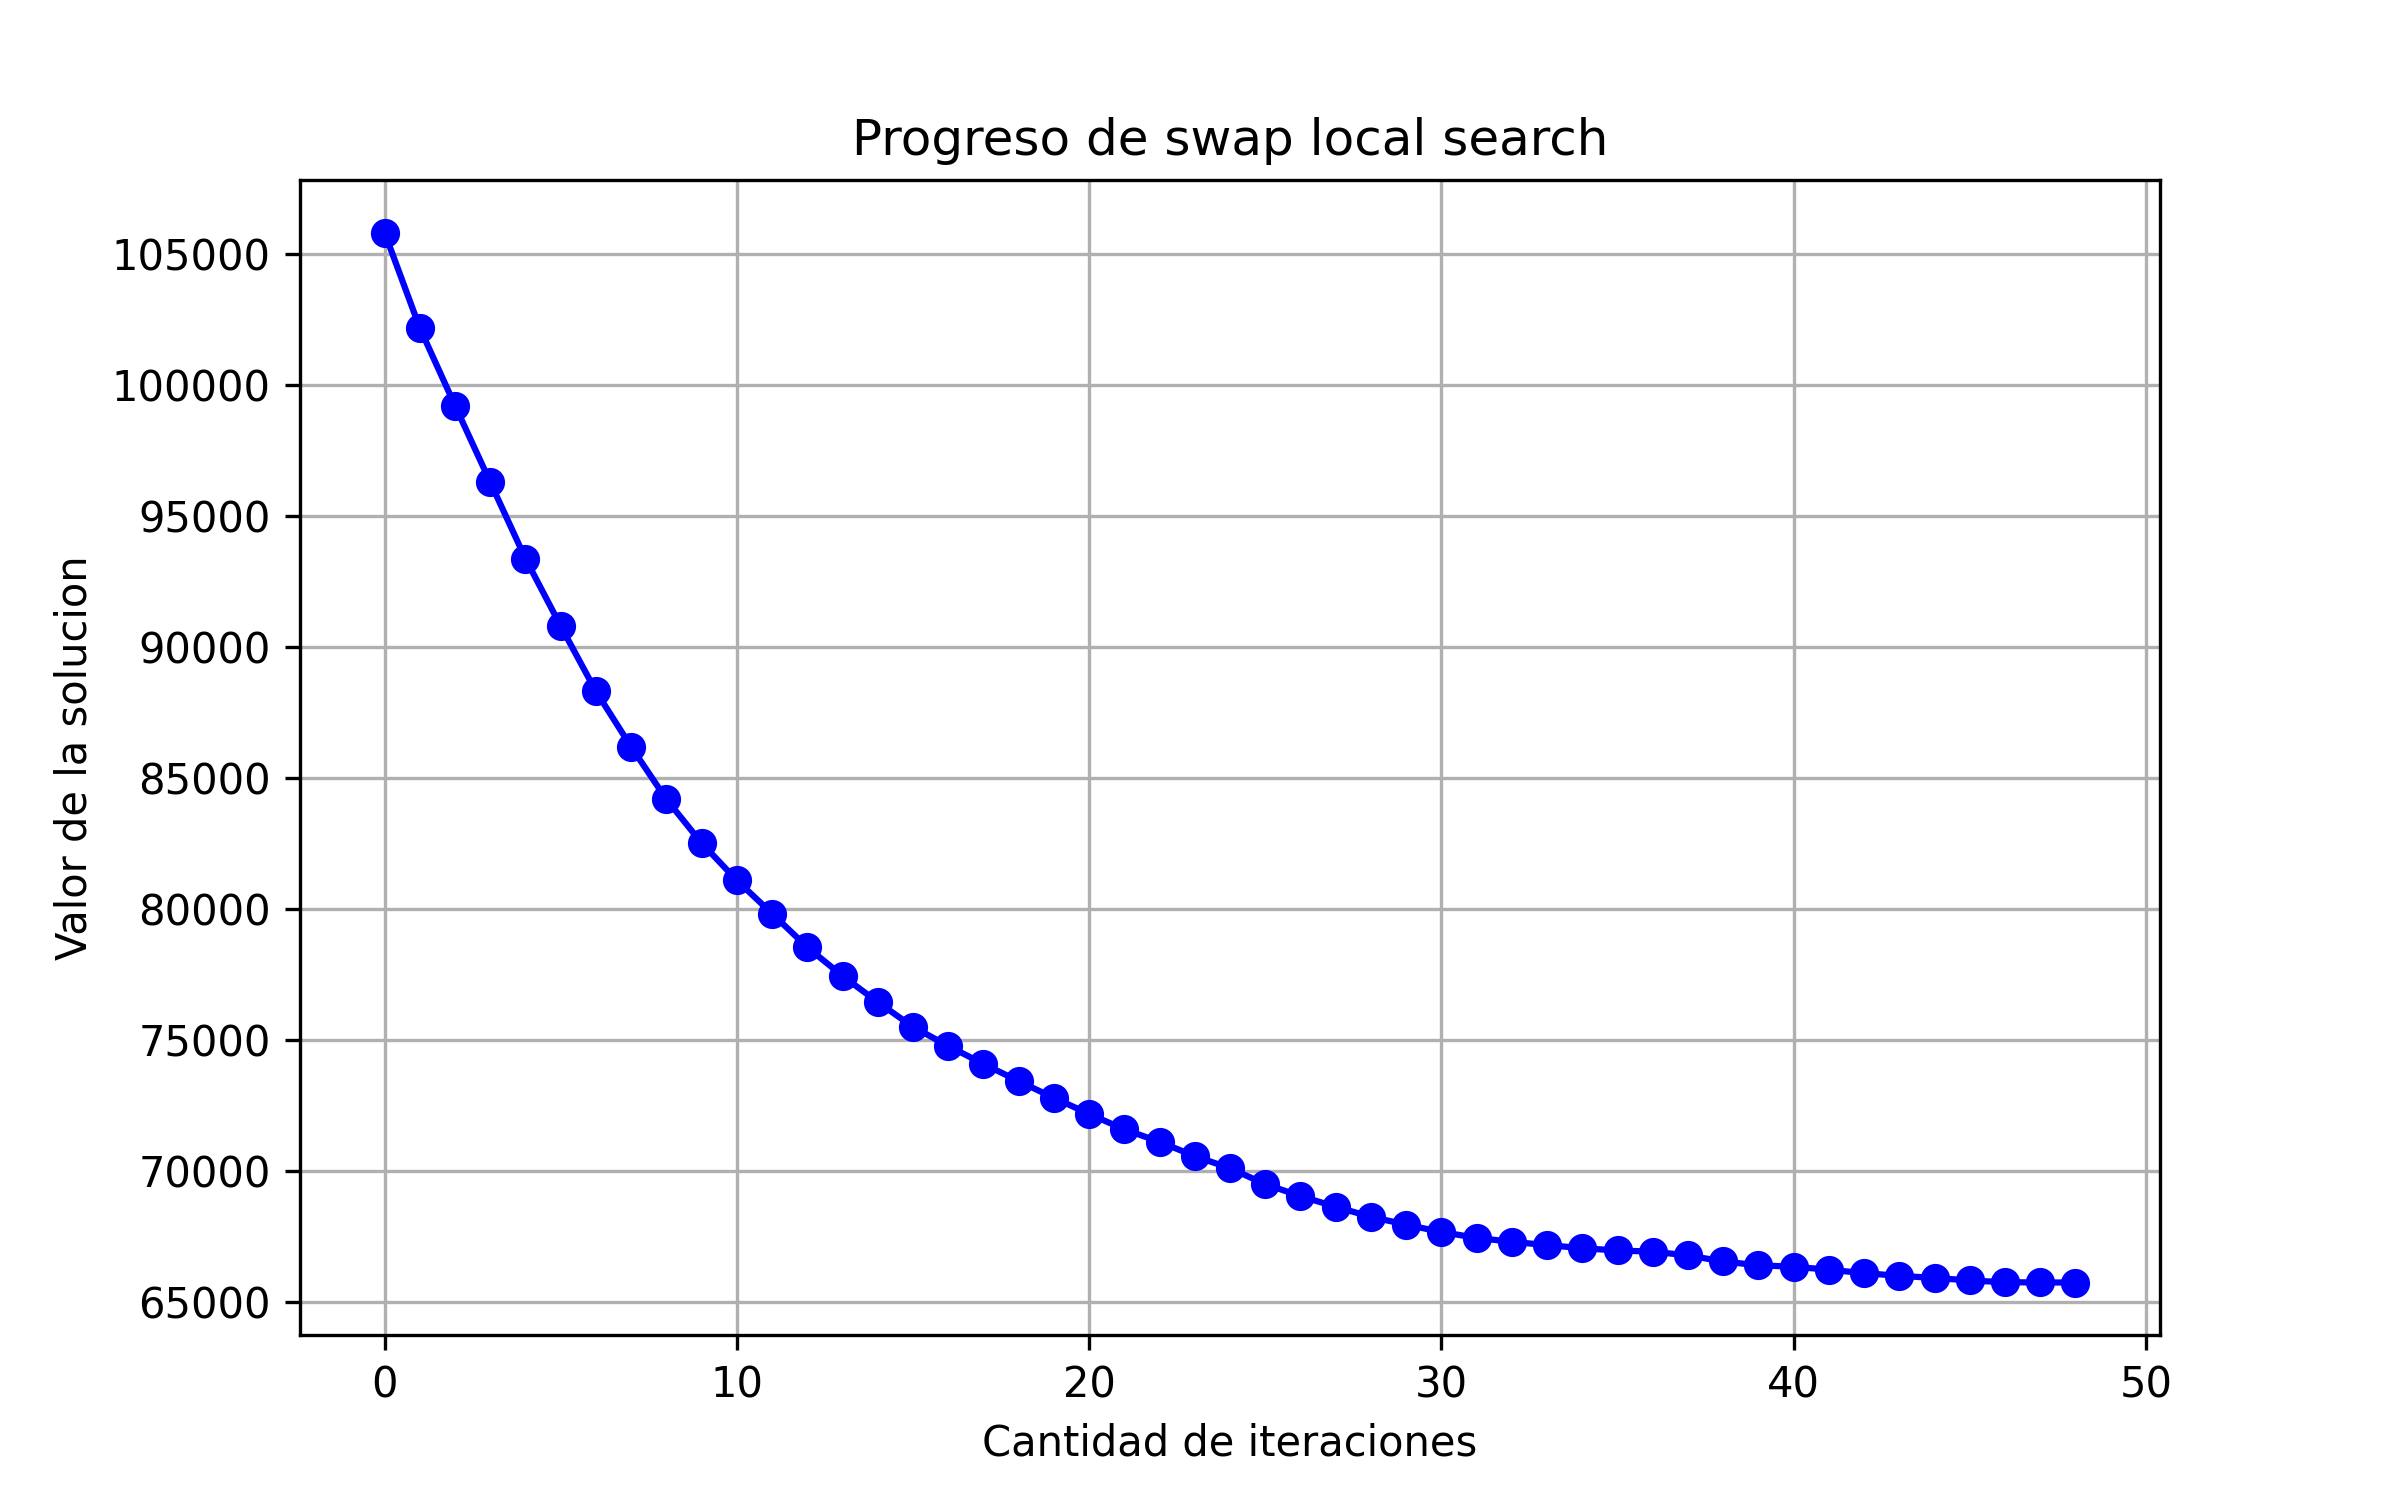 Progreso de swap local search
Valor de la solucion
105000
100000
95000
90000
85000
80000
75000
70000
65000
0 10 20 30 40 50
Cantidad de iteraciones